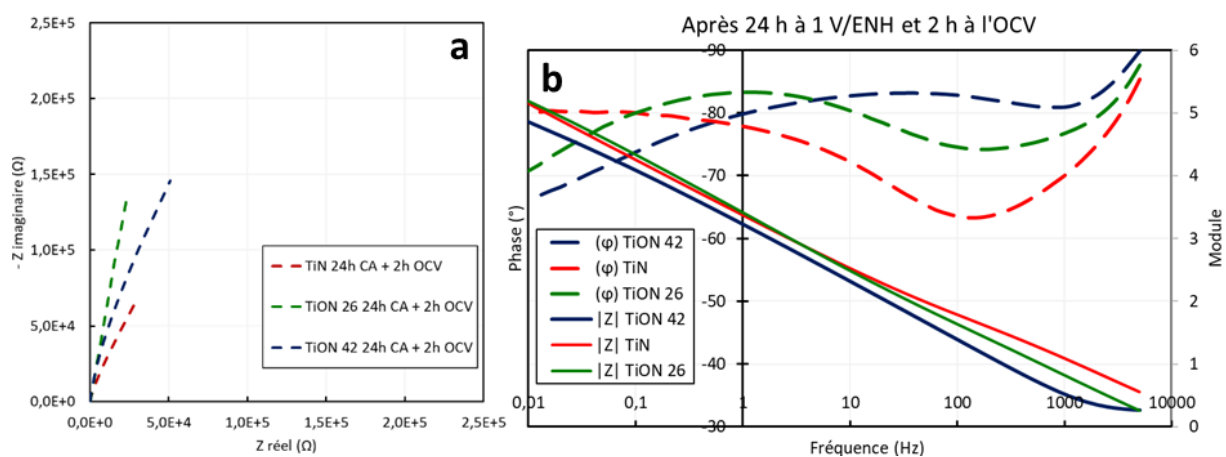 Après 24 h à 1 V/ENH et 2 h à l'OCV
a
2,5E+5
2,0E+5
1,5E+5
1,0E+5
5,0E+4
0,0E+0
- Z imaginaire (Ω)
TiN 24h CA + 2h OCV
TiON 26 24h CA + 2h OCV
TiON 42 24h CA + 2h OCV
0,0E+0 5,0E+4 1,0E+5 1,5E+5 2,0E+5 2,5E+5
Z réel (Ω)
b
-90
-80
-70
-60
-50
-40
-30
Phase (°)
(φ) TiON 42
(φ) TiN
(φ) TiON 26
|Z| TiON 42
|Z| TiN
|Z| TiON 26
6
5
4
3
2
1
0
Module
0,01 0,1 1 10 100 1000 10000
Fréquence (Hz)